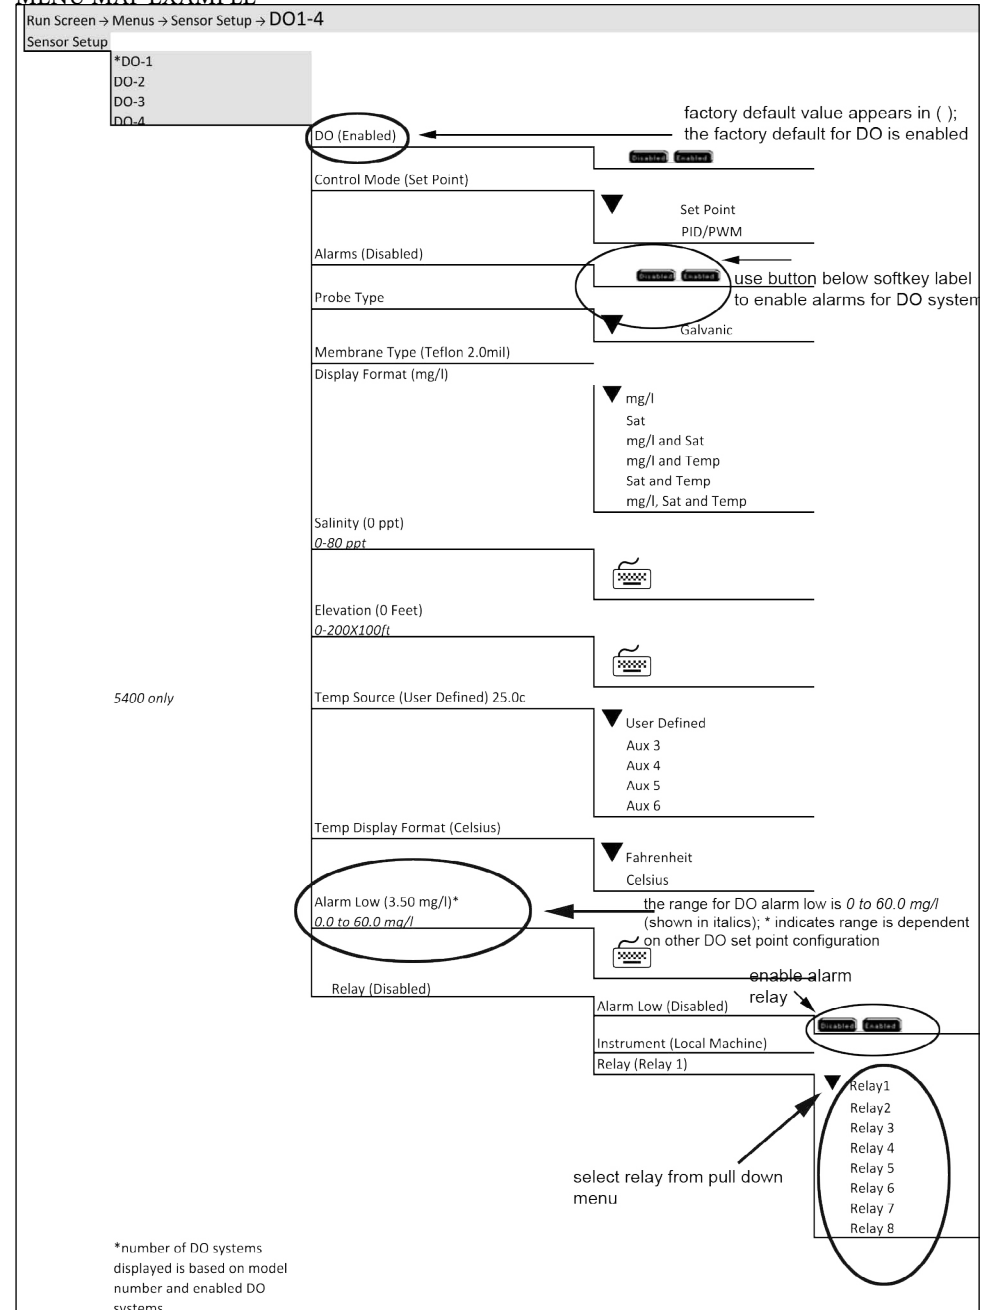 MENU MAP EXAMPLE
Run Screen → Menus → Sensor Setup → DO1-4
Sensor Setup
*DO-1
DO-2
DO-3
DO-4
DO (Enabled)
factory default value appears in ( );
the factory default for DO is enabled
Disabled Enabled
Control Mode (Set Point)
Set Point
PID/PWM
Alarms (Disabled)
Disabled Enabled
use button below softkey label
to enable alarms for DO system
Probe Type
Galvanic
Membrane Type (Teflon 2.0mil)
Display Format (mg/l)
mg/l
Sat
mg/l and Sat
mg/l and Temp
Sat and Temp
mg/l, Sat and Temp
Salinity (0 ppt)
0-80 ppt
Elevation (0 Feet)
0-200X100ft
5400 only
Temp Source (User Defined) 25.0c
User Defined
Aux 3
Aux 4
Aux 5
Aux 6
Temp Display Format (Celsius)
Fahrenheit
Celsius
Alarm Low (3.50 mg/l)*
0.0 to 60.0 mg/l
the range for DO alarm low is 0 to 60.0 mg/l
(shown in italics); * indicates range is dependent
on other DO set point configuration
Relay (Disabled)
enable alarm
relay
Alarm Low (Disabled)
Disabled Enabled
Instrument (Local Machine)
Relay (Relay 1)
Relay1
Relay2
Relay 3
Relay 4
Relay 5
Relay 6
Relay 7
Relay 8
select relay from pull down
menu
*number of DO systems
displayed is based on model
number and enabled DO
systems